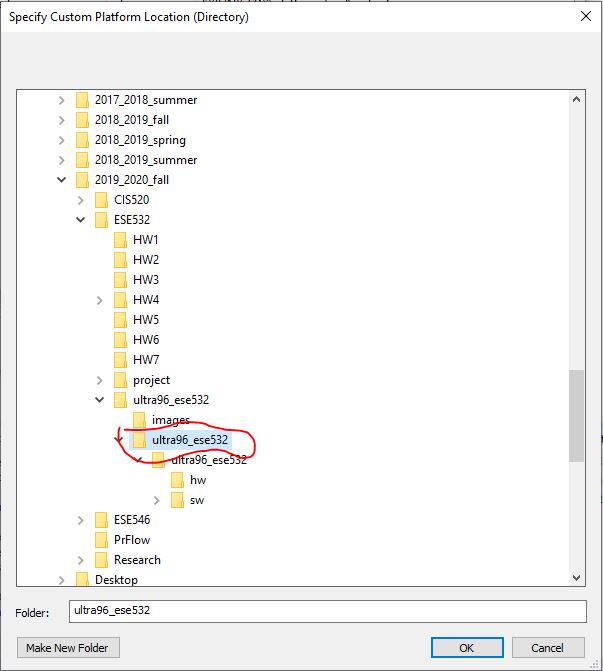 Specify Custom Platform Location (Directory)
2017_2018_summer
2018_2019_fall
2018_2019_spring
2018_2019_summer
2019_2020_fall
CIS520
ESE532
HW1
HW2
HW3
HW4
HW5
HW6
HW7
project
ultra96_ese532
images
ultra96_ese532
ultra96_ese532
hw
sw
ESE546
PrFlow
Research
Desktop
Folder: ultra96_ese532
Make New Folder OK Cancel